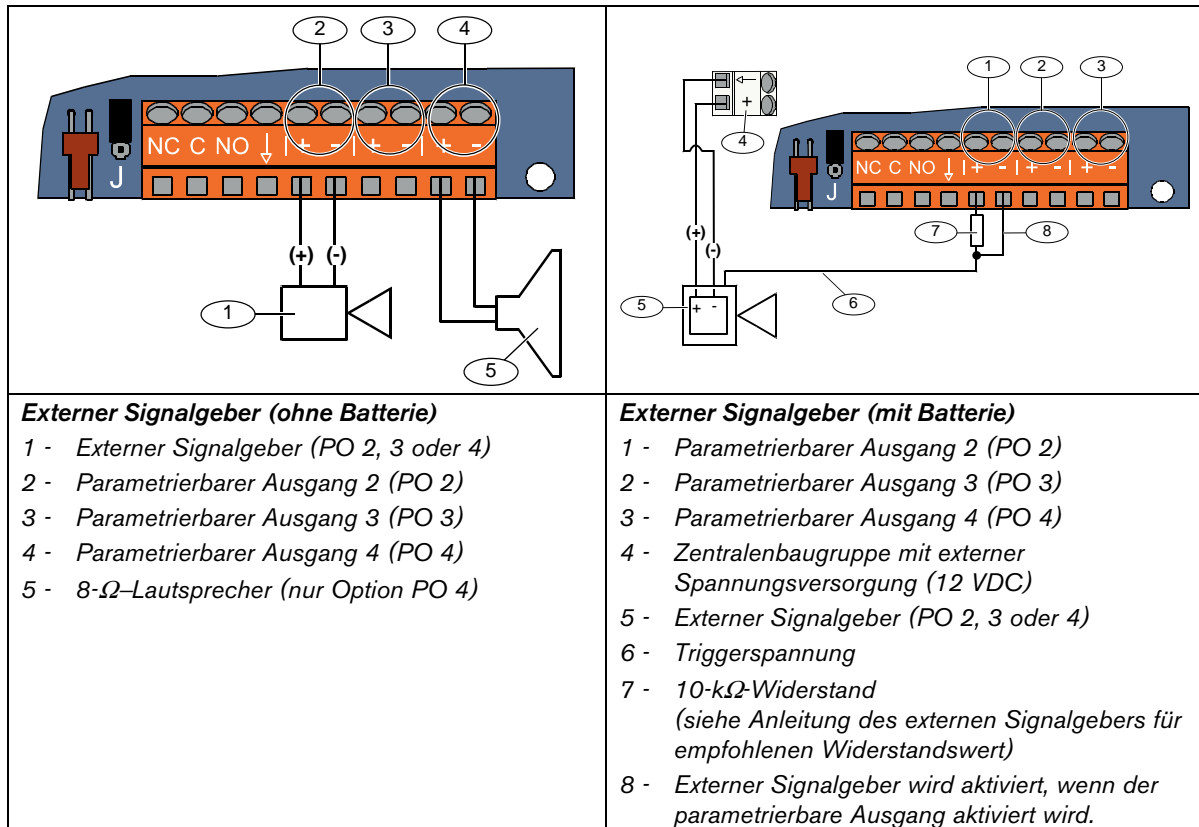 2
3
4
NC C NO ↓ + - + - + -
J
(+) (-)
1
5
1
2
3
←
+
4
NC C NO ↓ + - + - + -
J
7
8
(+)
(-)
6
5
+ -
Externer Signalgeber (ohne Batterie)
1 - Externer Signalgeber (PO 2, 3 oder 4)
2 - Parametrierbarer Ausgang 2 (PO 2)
3 - Parametrierbarer Ausgang 3 (PO 3)
4 - Parametrierbarer Ausgang 4 (PO 4)
5 - 8-Ω–Lautsprecher (nur Option PO 4)
Externer Signalgeber (mit Batterie)
1 - Parametrierbarer Ausgang 2 (PO 2)
2 - Parametrierbarer Ausgang 3 (PO 3)
3 - Parametrierbarer Ausgang 4 (PO 4)
4 - Zentralenbaugruppe mit externer
Spannungsversorgung (12 VDC)
5 - Externer Signalgeber (PO 2, 3 oder 4)
6 - Triggerspannung
7 - 10-kΩ-Widerstand
(siehe Anleitung des externen Signalgebers für
empfohlenen Widerstandswert)
8 - Externer Signalgeber wird aktiviert, wenn der
parametrierbare Ausgang aktiviert wird.